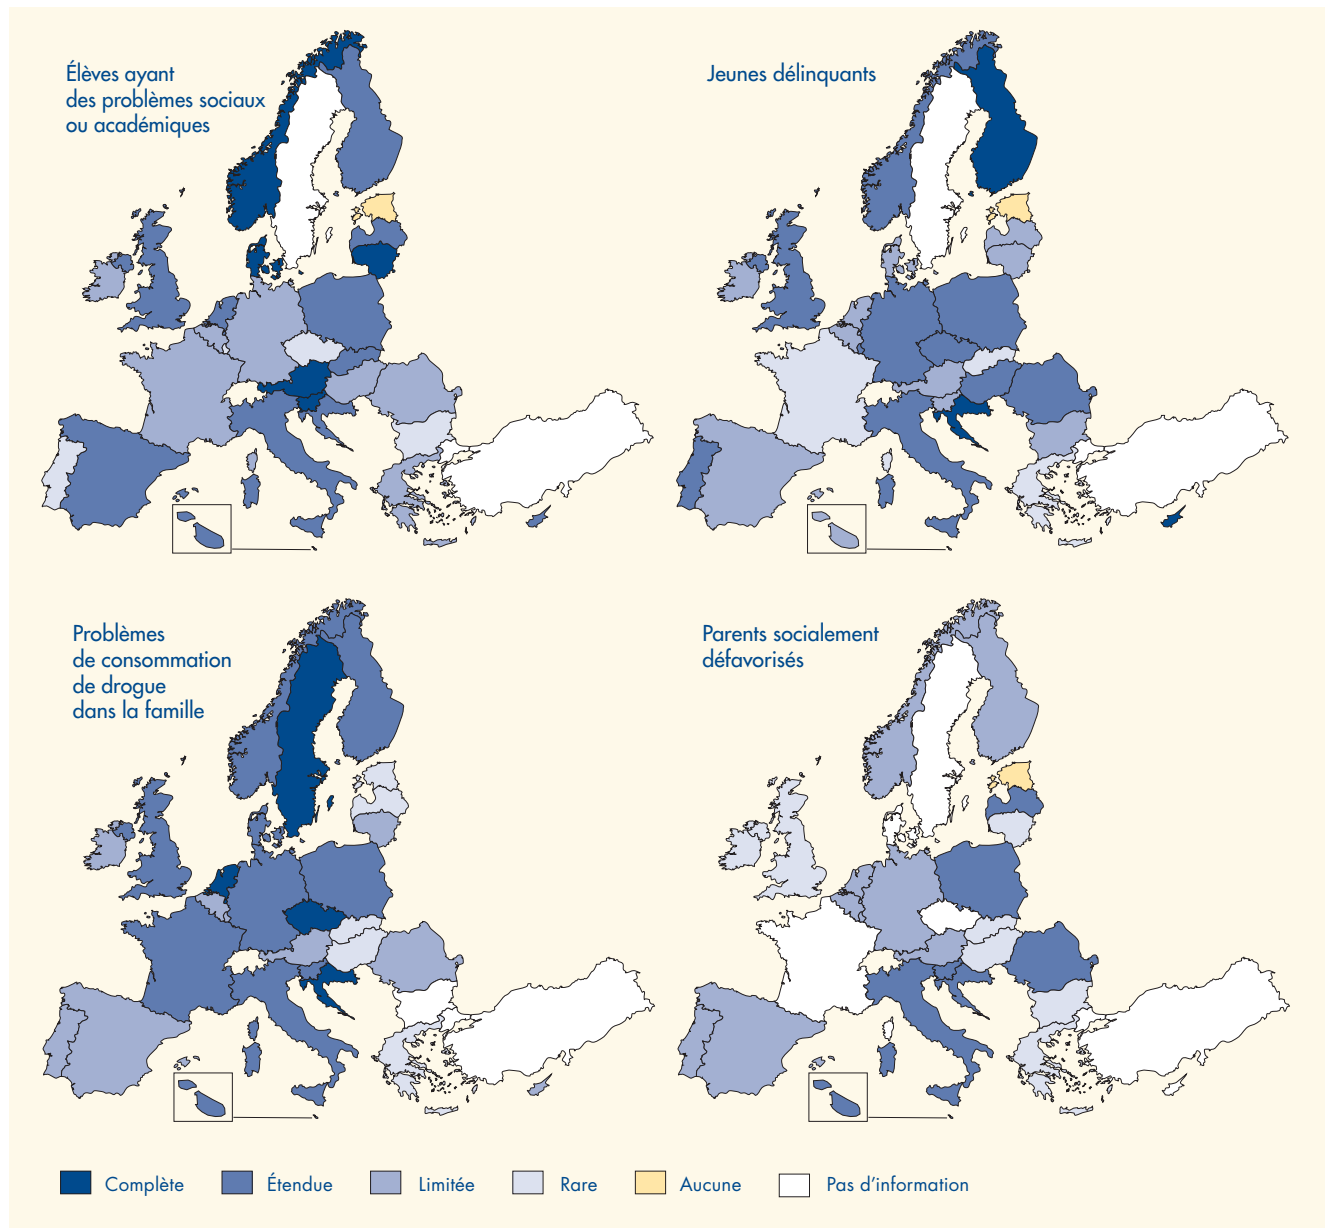 Élèves ayant
des problèmes sociaux
ou académiques
Jeunes délinquants
Problèmes
de consommation
de drogue
dans la famille
Parents socialement
défavorisés
Complète
Étendue
Limitée
Rare
Aucune
Pas d'information